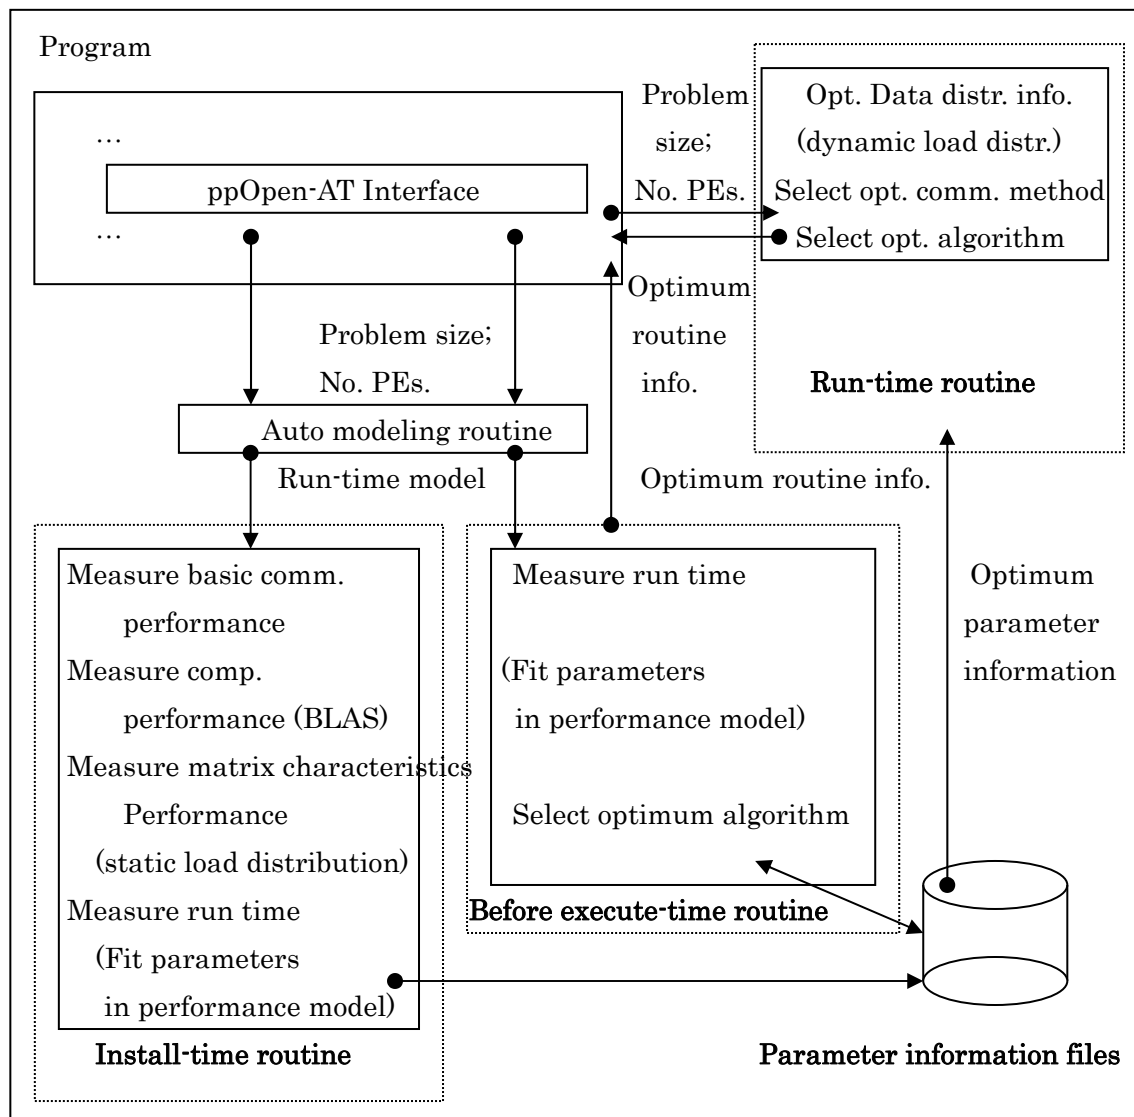 Program
…
ppOpen-AT Interface
…
Problem
size;
No. PEs.
Opt. Data distr. info.
(dynamic load distr.)
Select opt. comm. method
Select opt. algorithm
Run-time routine
Optimum
routine
info.
Problem size;
No. PEs.
Auto modeling routine
Run-time model
Optimum routine info.
Measure basic comm.
performance
Measure comp.
performance (BLAS)
Measure matrix characteristics
Performance
(static load distribution)
Measure run time
(Fit parameters
in performance model)
Install-time routine
Measure run time
(Fit parameters
in performance model)
Select optimum algorithm
Before execute-time routine
Optimum
parameter
information
Parameter information files